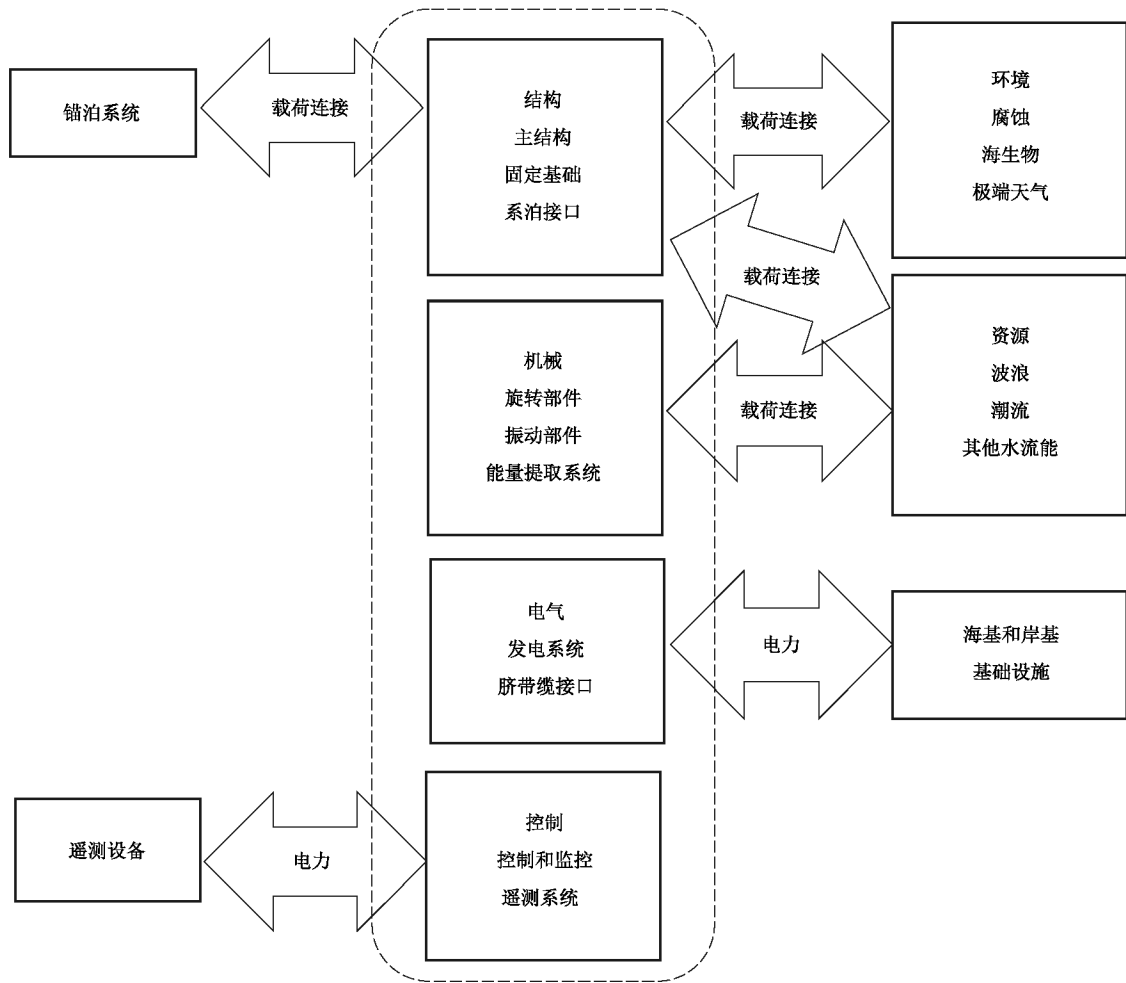 锚泊系统
载荷连接
结构
主结构
固定基础
系泊接口
载荷连接
环境
腐蚀
海生物
极端天气
载荷连接
机械
旋转部件
振动部件
能量提取系统
载荷连接
资源
波浪
潮流
其他水流能
电气
发电系统
脐带缆接口
电力
海基和岸基
基础设施
遥测设备
电力
控制
控制和监控
遥测系统